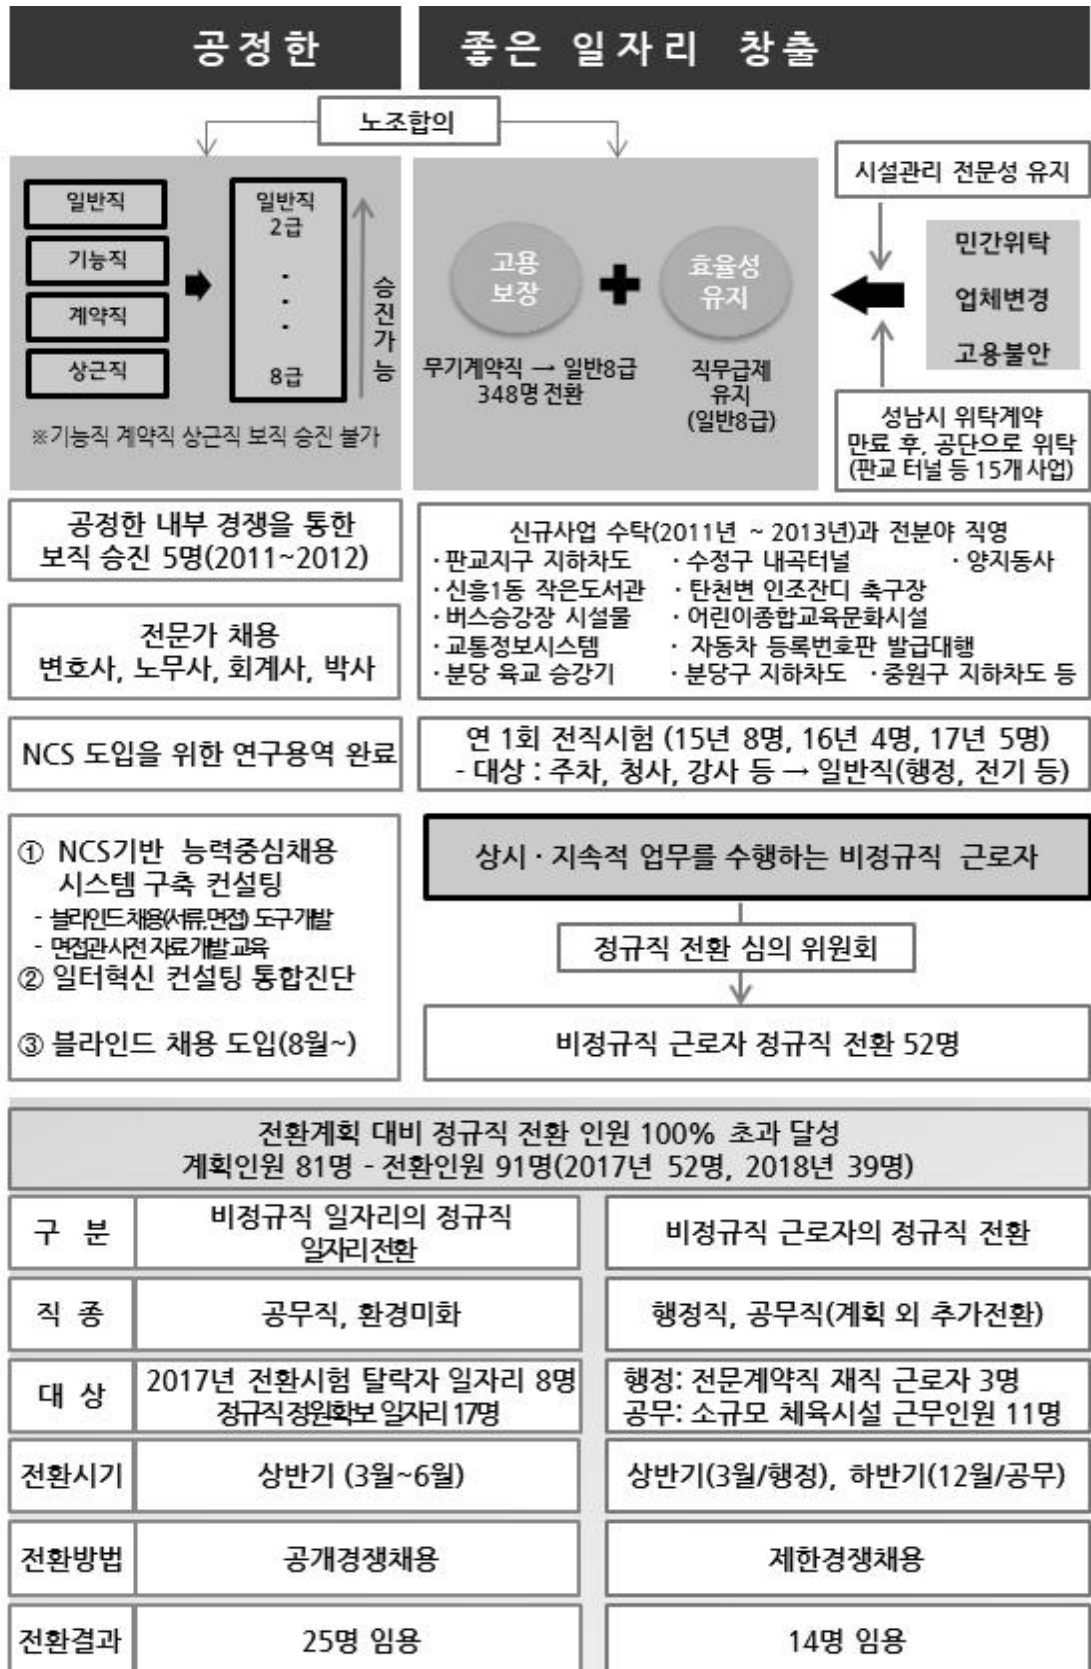 공정한
좋은 일자리 창출
노조합의
일반직
기능직
계약직
상근직
일반직
2급
·
·
·
8급
승진가능
※기능직 계약직 상근직 보직 승진 불가
고용
보장
효율성
유지
무기계약직 → 일반8급
348명 전환
직무급제
유지
(일반8급)
시설관리 전문성 유지
민간위탁
업체변경
고용불안
성남시 위탁계약
만료 후, 공단으로 위탁
(판교 터널 등 15개 사업)
공정한 내부 경쟁을 통한
보직 승진 5명(2011~2012)
전문가 채용
변호사, 노무사, 회계사, 박사
NCS 도입을 위한 연구용역 완료
신규사업 수탁(2011년 ~ 2013년)과 전분야 직영
·판교지구 지하차도 ·수정구 내곡터널 ·양지동사
·신흥1동 작은도서관 ·탄천변 인조잔디 축구장
·버스승강장 시설물 ·어린이종합교육문화시설
·교통정보시스템 · 자동차 등록번호판 발급대행
·분당 육교 승강기 ·분당구 지하차도 ·중원구 지하차도 등
연 1회 전직시험 (15년 8명, 16년 4명, 17년 5명)
- 대상 : 주차, 청사, 강사 등 → 일반직(행정, 전기 등)
① NCS기반 능력중심채용
시스템 구축 컨설팅
- 블라인드채용(서류,면접) 도구개발
- 면접관사전 자료개발 교육
② 일터혁신 컨설팅 통합진단
③ 블라인드 채용 도입(8월~)
상시 · 지속적 업무를 수행하는 비정규직 근로자
정규직 전환 심의 위원회
비정규직 근로자 정규직 전환 52명
전환계획 대비 정규직 전환 인원 100% 초과 달성
계획인원 81명 - 전환인원 91명(2017년 52명, 2018년 39명)
구 분
비정규직 일자리의 정규직
일자리 전환
비정규직 근로자의 정규직 전환
직 종
공무직, 환경미화
행정직, 공무직(계획 외 추가전환)
대 상
2017년 전환시험 탈락자 일자리 8명
정규직 정원확보 일자리 17명
행정: 전문계약직 재직 근로자 3명
공무: 소규모 체육시설 근무인원 11명
전환시기
상반기 (3월~6월)
상반기(3월/행정), 하반기(12월/공무)
전환방법
공개경쟁채용
제한경쟁채용
전환결과
25명 임용
14명 임용